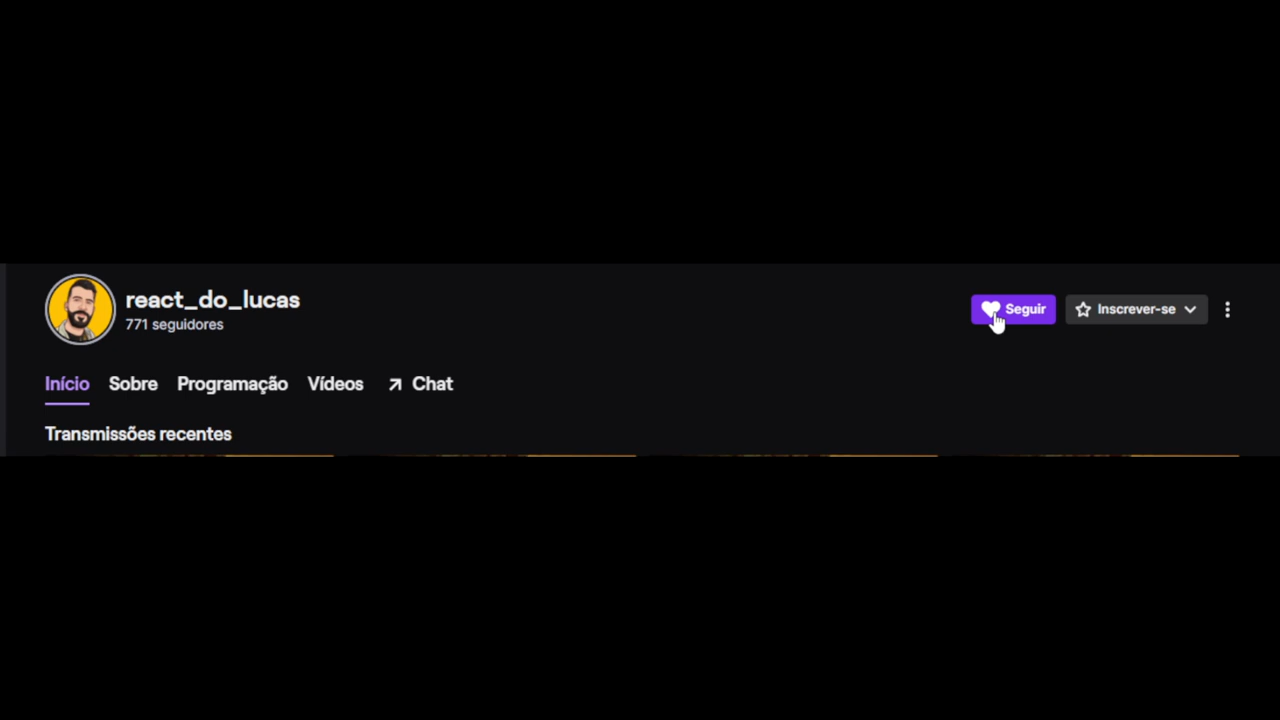 react_do_lucas
771 seguidores
Seguir
Inscrever-se
Início Sobre Programação Vídeos Chat
Transmissões recentes